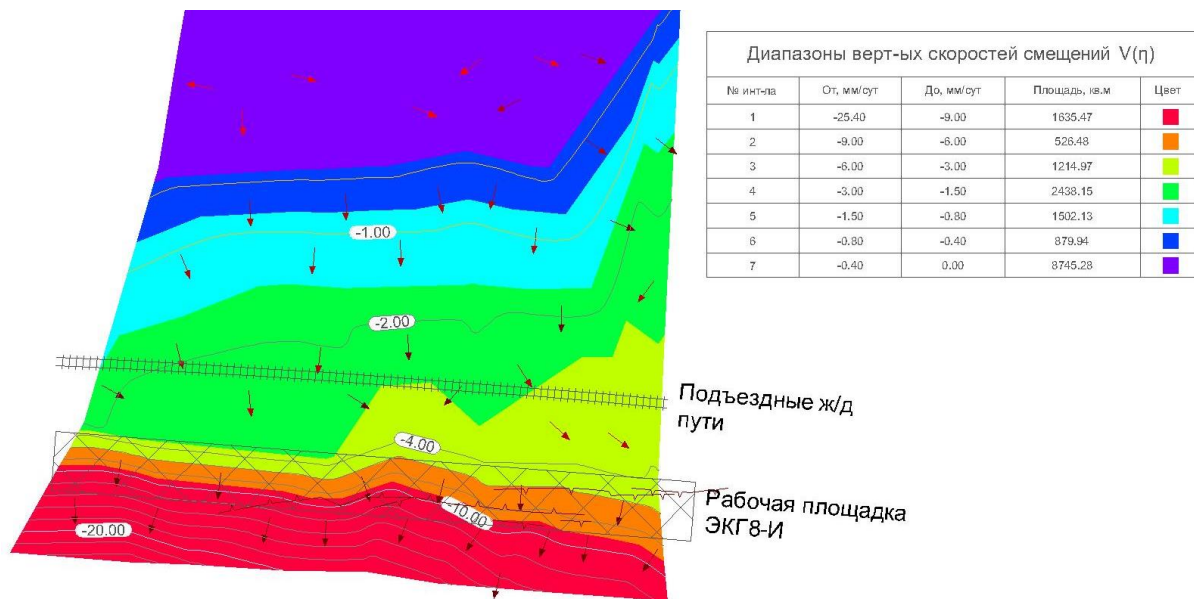 Диапазоны верт-ых скоростей смещений V(η)
№ инт-ла От, мм/сут До, мм/сут Площадь, кв.м Цвет
1 -25.40 -9.00 1635.47
2 -9.00 -6.00 526.48
3 -6.00 -3.00 1214.97
4 -3.00 -1.50 2438.15
5 -1.50 -0.80 1502.13
6 -0.80 -0.40 879.94
7 -0.40 0.00 8745.28
-1.00
-2.00
Подъездные ж/д
пути
-4.00
Рабочая площадка
ЭКГ8-И
-10.00
-20.00